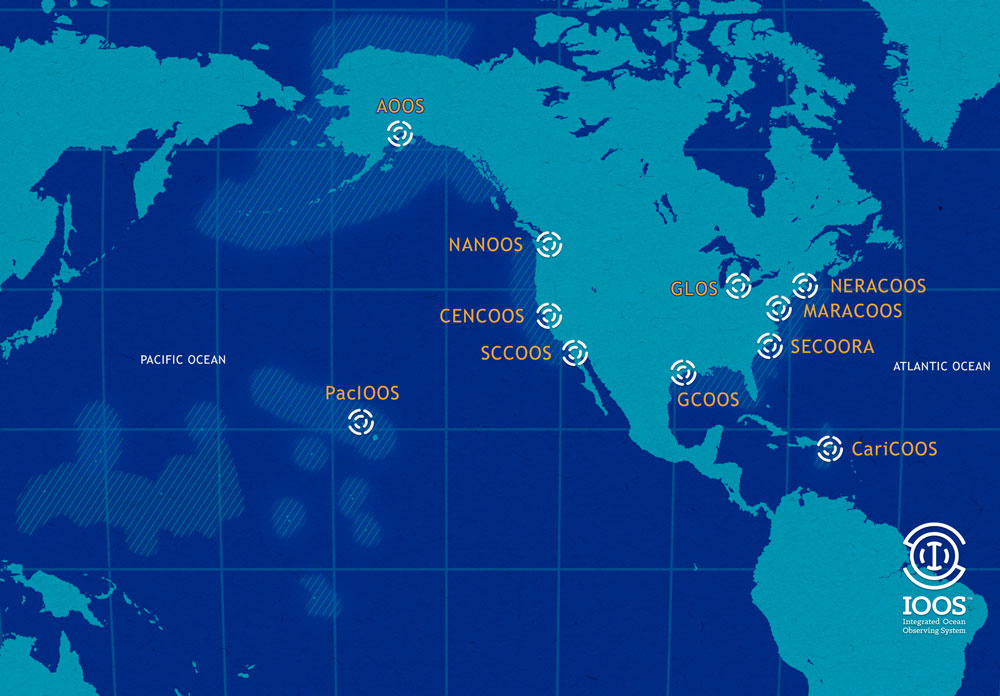 AOOS
NANOOS
GLOS
NERACOOS
CENCOOS
MARACOOS
SCCOOS
SECOORA
PACIFIC OCEAN
ATLANTIC OCEAN
PacIOOS
GCOOS
CariCOOS
IOOS™
Integrated Ocean
Observing System